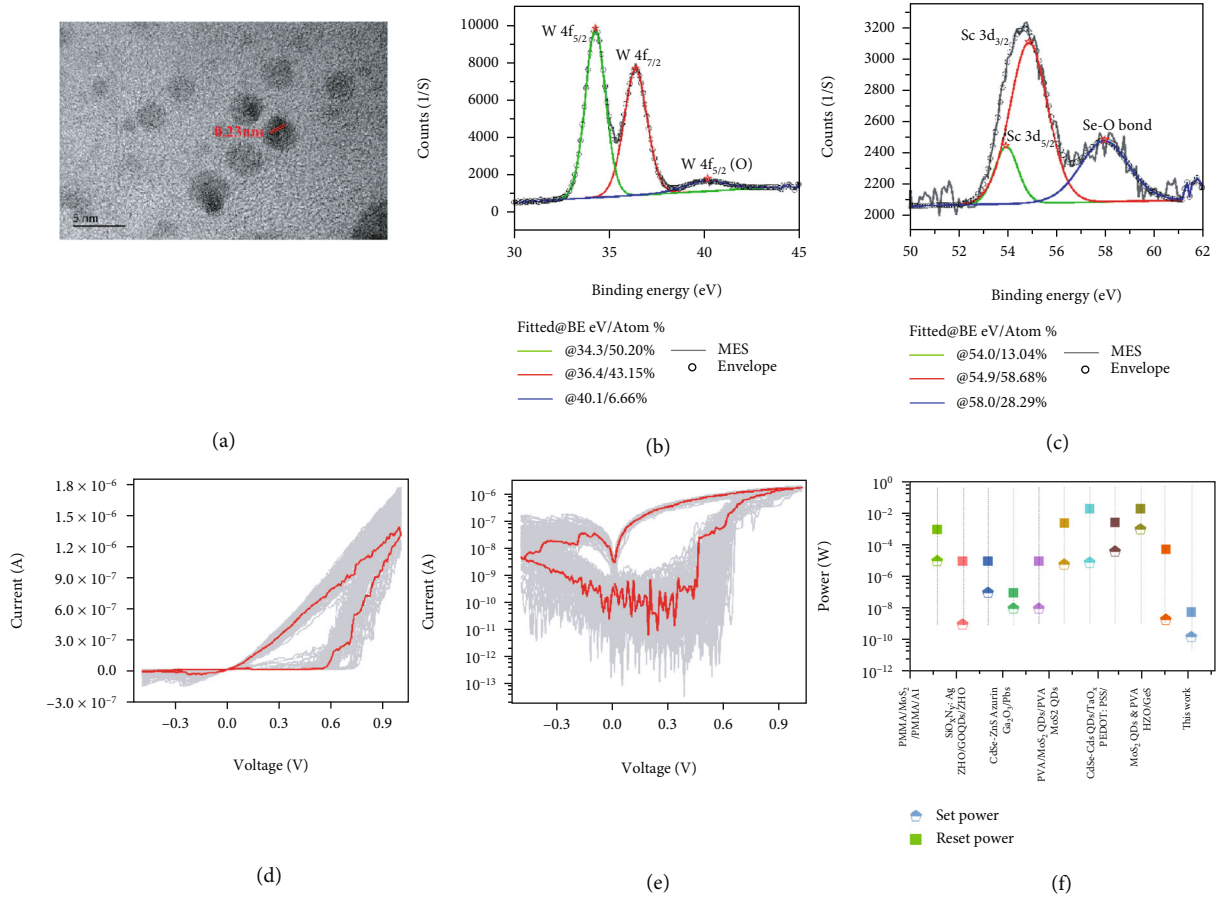 0.23nm
5 nm
(a)
10000
8000
6000
4000
2000
0
Counts (1/S)
W 4f5/2
W 4f7/2
W 4f5/2 (O)
30 35 40 45
Binding energy (eV)
Fitted@BE eV/Atom %
@34.3/50.20%
@36.4/43.15%
@40.1/6.66%
MES
Envelope
(b)
3200
3000
2800
2600
2400
2200
2000
Counts (1/S)
Sc 3d3/2
Sc 3d5/2
Se-O bond
50 52 54 56 58 60 62
Binding energy (eV)
Fitted@BE eV/Atom %
@54.0/13.04%
@54.9/58.68%
@58.0/28.29%
MES
Envelope
(c)
1.8 × 10⁻⁶
1.5 × 10⁻⁶
1.2 × 10⁻⁶
9.0 × 10⁻⁷
6.0 × 10⁻⁷
3.0 × 10⁻⁷
0.0
−3.0 × 10⁻⁷
Current (A)
−0.3 0.0 0.3 0.6 0.9
Voltage (V)
(d)
10⁻⁶
10⁻⁷
10⁻⁸
10⁻⁹
10⁻¹⁰
10⁻¹¹
10⁻¹²
10⁻¹³
Current (A)
−0.3 0.0 0.3 0.6 0.9
Voltage (V)
(e)
10⁰
10⁻²
10⁻⁴
10⁻⁶
10⁻⁸
10⁻¹⁰
10⁻¹²
Power (W)
PMMA/MoS2
/PMMA/Al
SiOXNY: Ag
ZHO/GOQDs/ZHO
CdSe-ZnS Azurin
Ga2O3/Pbs
PVA/MoS2 QDs/PVA
MoS2 QDs
CdSe-Cds QDs/TaOx
PEDOT: PSS/
MoS2 QDs & PVA
HZO/GeS
This work
Set power
Reset power
(f)